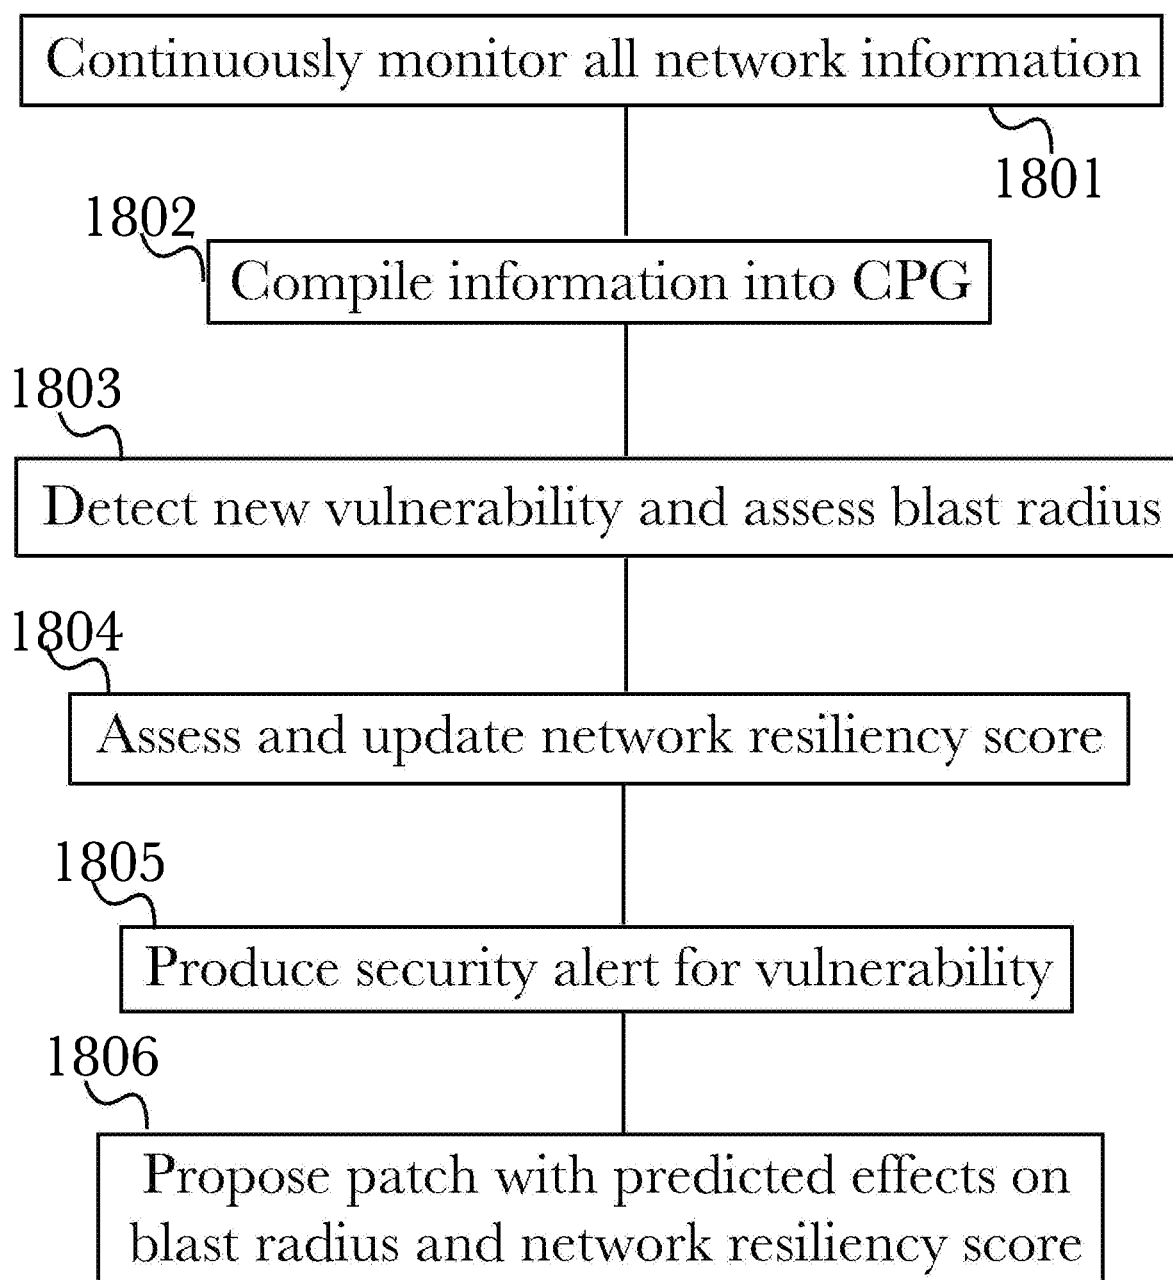 Continuously monitor all network information
1801
1802
Compile information into CPG
1803
Detect new vulnerability and assess blast radius
1804
Assess and update network resiliency score
1805
Produce security alert for vulnerability
1806
Propose patch with predicted effects on
blast radius and network resiliency score